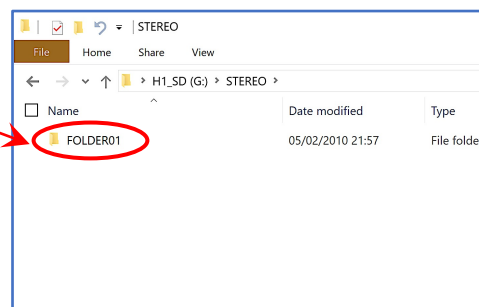 STEREO
File Home Share View
H1_SD (G:) STEREO
Name Date modified Type
FOLDER01 05/02/2010 21:57 File folde